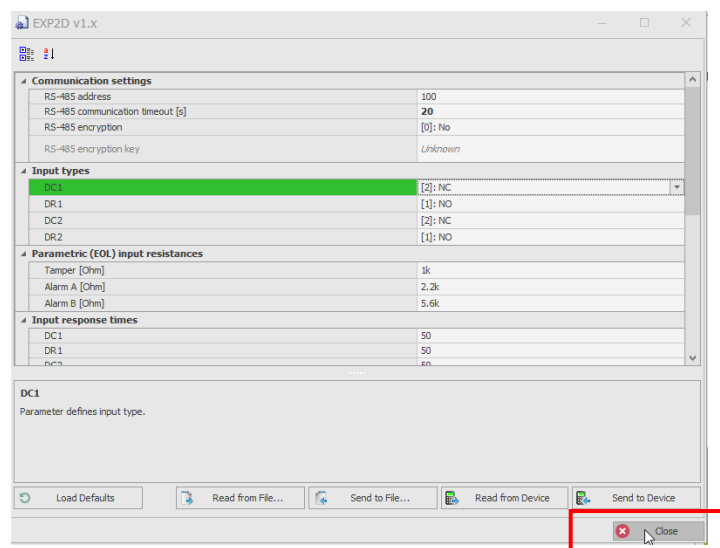 EXP2D v1.x
Communication settings
RS-485 address 100
RS-485 communication timeout [s] 20
RS-485 encryption [0]: No
RS-485 encryption key Unknown
Input types
DC1 [2]: NC
DR1 [1]: NO
DC2 [2]: NC
DR2 [1]: NO
Parametric (EOL) input resistances
Tamper [Ohm] 1k
Alarm A [Ohm] 2.2k
Alarm B [Ohm] 5.6k
Input response times
DC1 50
DR1 50
DC2 50
DC1
Parameter defines input type.
Load Defaults Read from File... Send to File... Read from Device Send to Device
Close